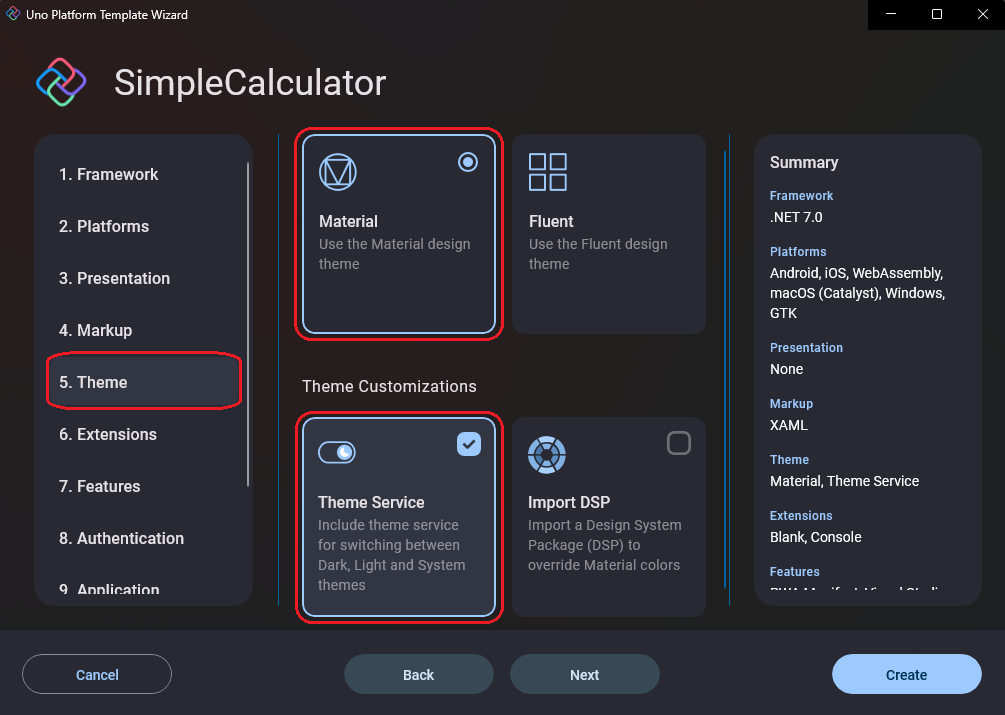 Uno Platform Template Wizard
SimpleCalculator
1. Framework
2. Platforms
3. Presentation
4. Markup
5. Theme
6. Extensions
7. Features
8. Authentication
9. Application
Material
Use the Material design
theme
Fluent
Use the Fluent design
theme
Theme Customizations
Theme Service
Include theme service
for switching between
Dark, Light and System
themes
Import DSP
Import a Design System
Package (DSP) to
override Material colors
Summary
Framework
.NET 7.0
Platforms
Android, iOS, WebAssembly,
macOS (Catalyst), Windows,
GTK
Presentation
None
Markup
XAML
Theme
Material, Theme Service
Extensions
Blank, Console
Features
Cancel
Back
Next
Create